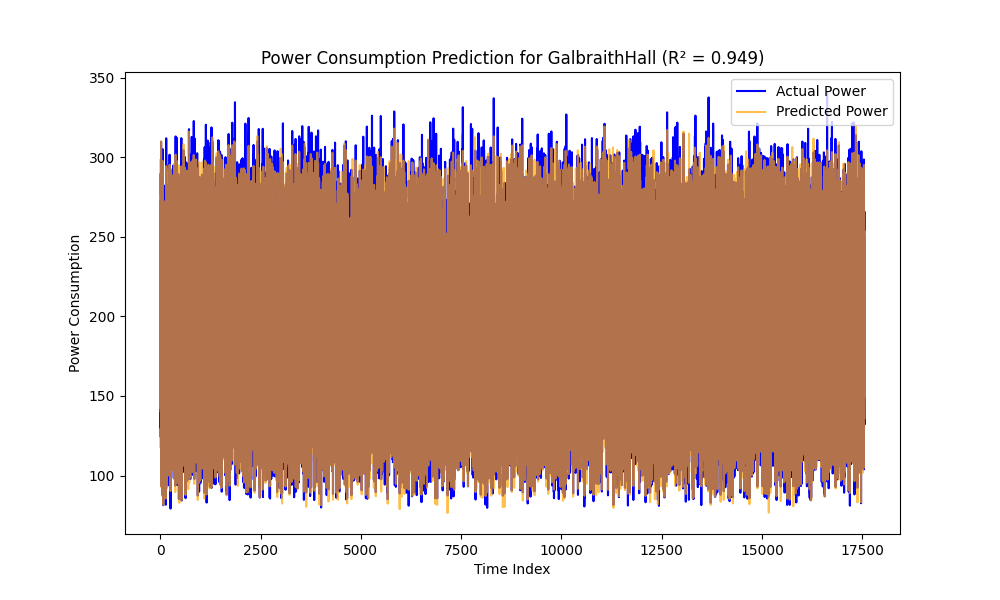 Power Consumption Prediction for GalbraithHall (R² = 0.949)
Actual Power
Predicted Power
Power Consumption
350
300
250
200
150
100
0 2500 5000 7500 10000 12500 15000 17500
Time Index